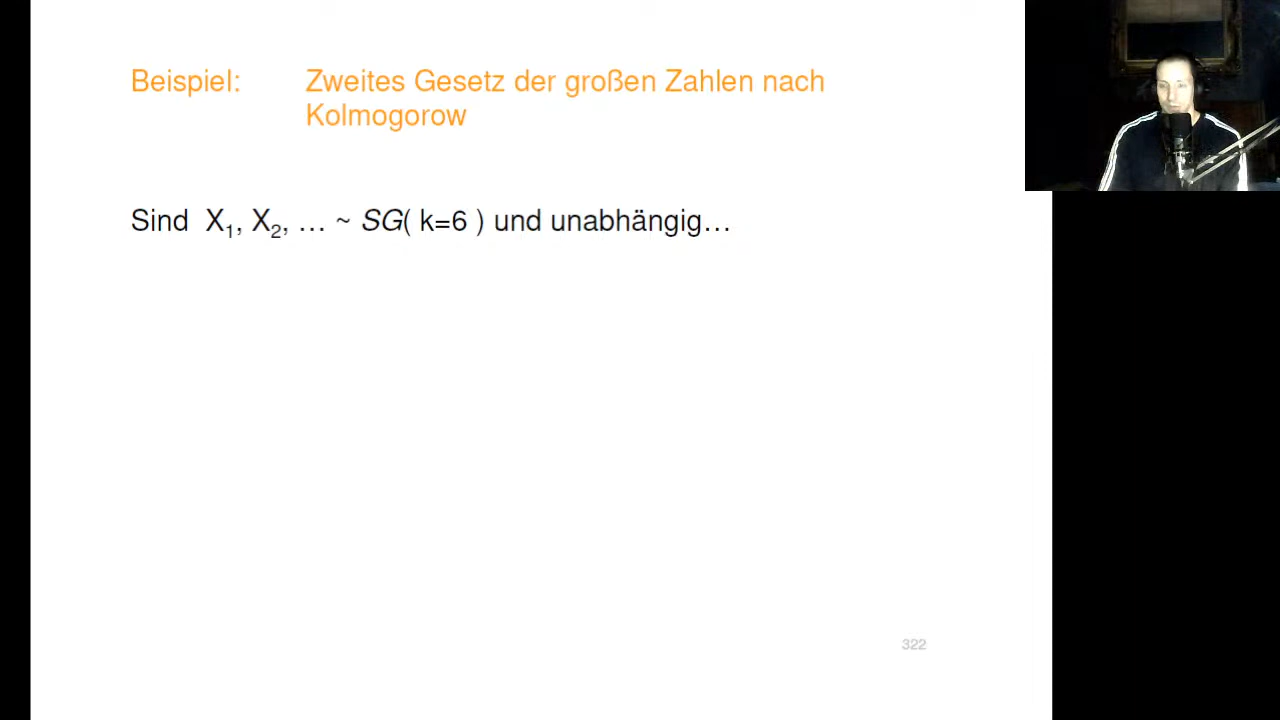 Beispiel: Zweites Gesetz der großen Zahlen nach
Kolmogorow
Sind X₁, X₂, … ~ SG( k=6 ) und unabhängig…
322